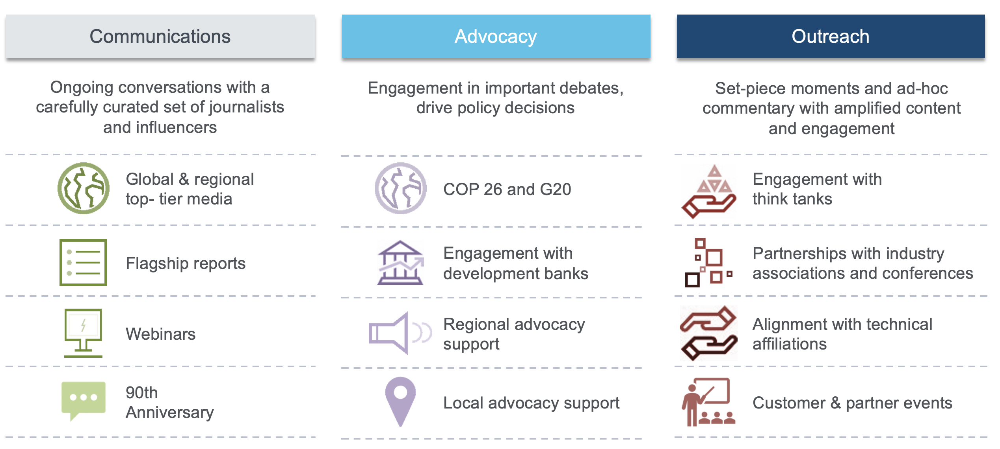 Communications
Ongoing conversations with a
carefully curated set of journalists
and influencers
Global & regional
top- tier media
Flagship reports
Webinars
90th
Anniversary
Advocacy
Engagement in important debates,
drive policy decisions
COP 26 and G20
Engagement with
development banks
Regional advocacy
support
Local advocacy support
Outreach
Set-piece moments and ad-hoc
commentary with amplified content
and engagement
Engagement with
think tanks
Partnerships with industry
associations and conferences
Alignment with technical
affiliations
Customer & partner events